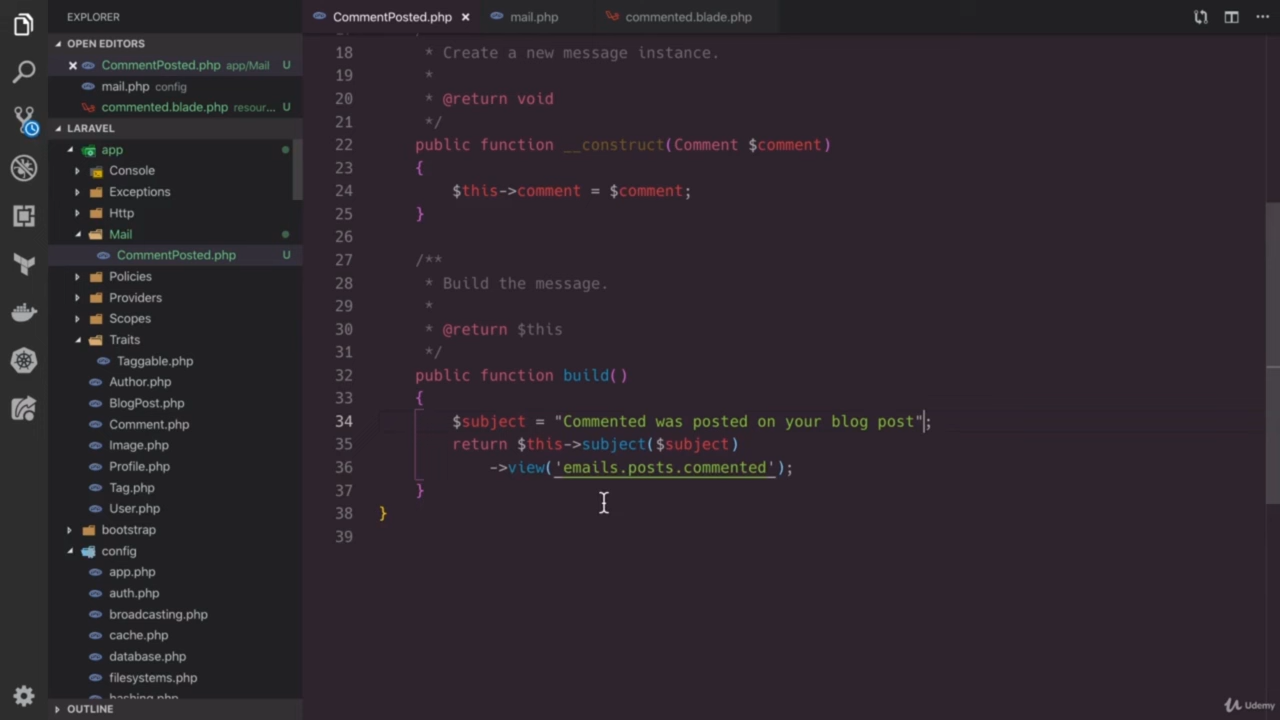 EXPLORER
CommentPosted.php
mail.php
commented.blade.php
OPEN EDITORS
CommentPosted.php app/Mail U
mail.php config
commented.blade.php resour... U
LARAVEL
app
Console
Exceptions
Http
Mail
CommentPosted.php U
Policies
Providers
Scopes
Traits
Taggable.php
Author.php
BlogPost.php
Comment.php
Image.php
Profile.php
Tag.php
User.php
bootstrap
config
app.php
auth.php
broadcasting.php
cache.php
database.php
filesystems.php
hashing.php
OUTLINE
18 * Create a new message instance.
19 *
20 * @return void
21 */
22 public function __construct(Comment $comment)
23 {
24 $this->comment = $comment;
25 }
26
27 /**
28 * Build the message.
29 *
30 * @return $this
31 */
32 public function build()
33 {
34 $subject = "Commented was posted on your blog post";
35 return $this->subject($subject)
36 ->view('emails.posts.commented');
37 }
38 }
39
Udemy